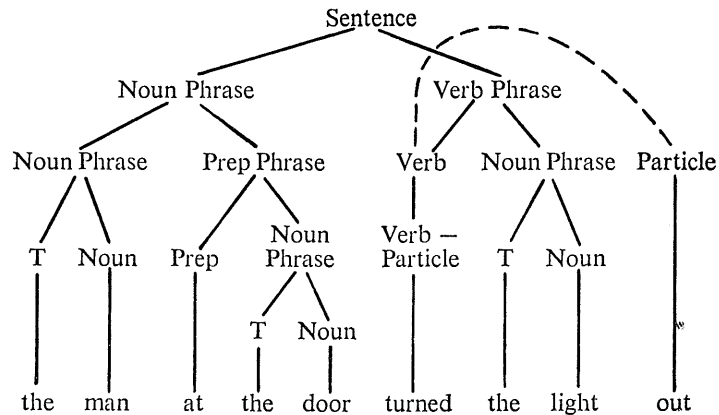 Sentence
Noun Phrase Verb Phrase
Noun Phrase Prep Phrase Verb Noun Phrase Particle
T Noun Prep Noun Phrase Verb – Particle T Noun
T Noun
the man at the door turned the light out